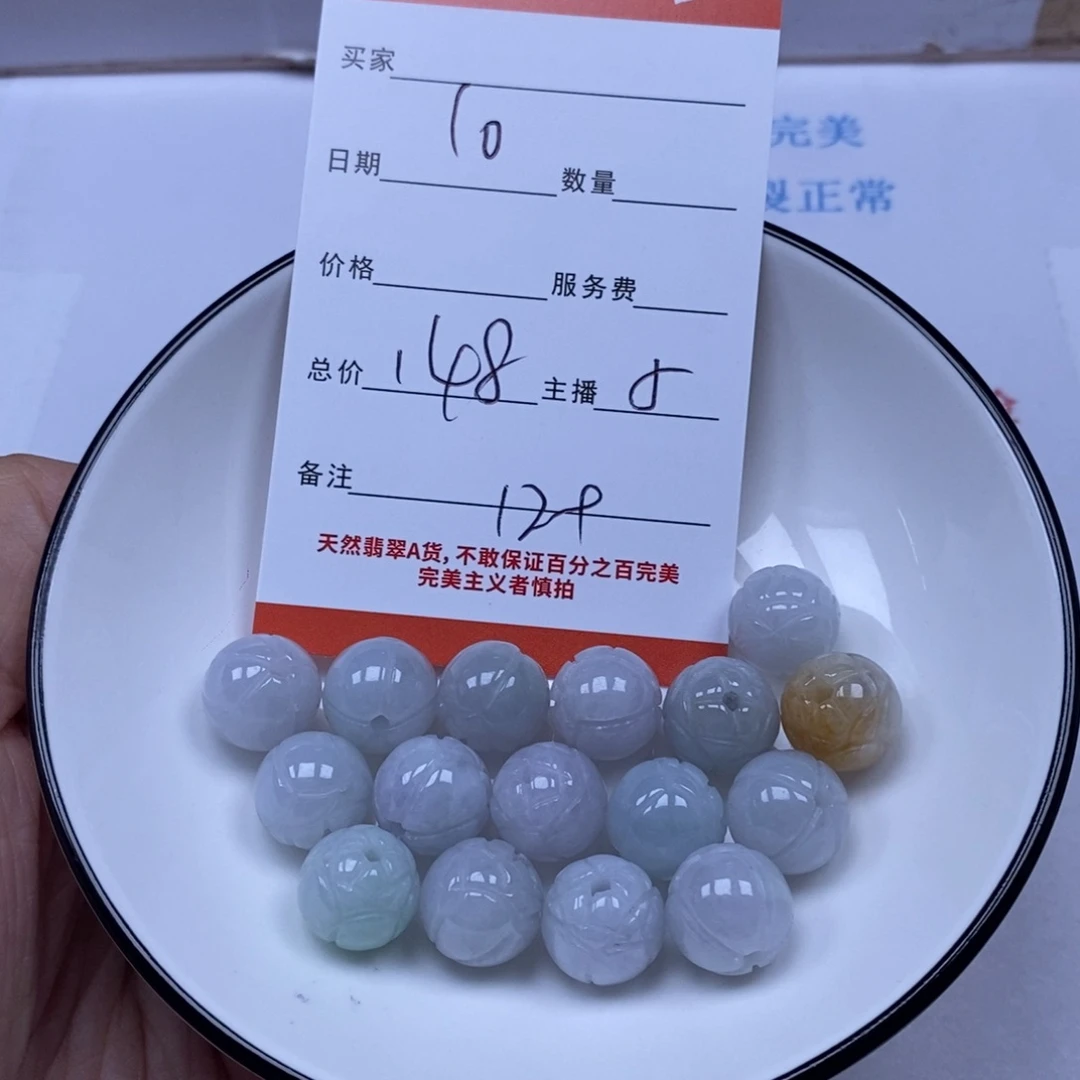 买家
10
日期 数量
价格 服务费
总价 148 主播 5
备注 129
天然翡翠A货, 不敢保证百分之百完美
完美主义者慎拍
完美
裂正常